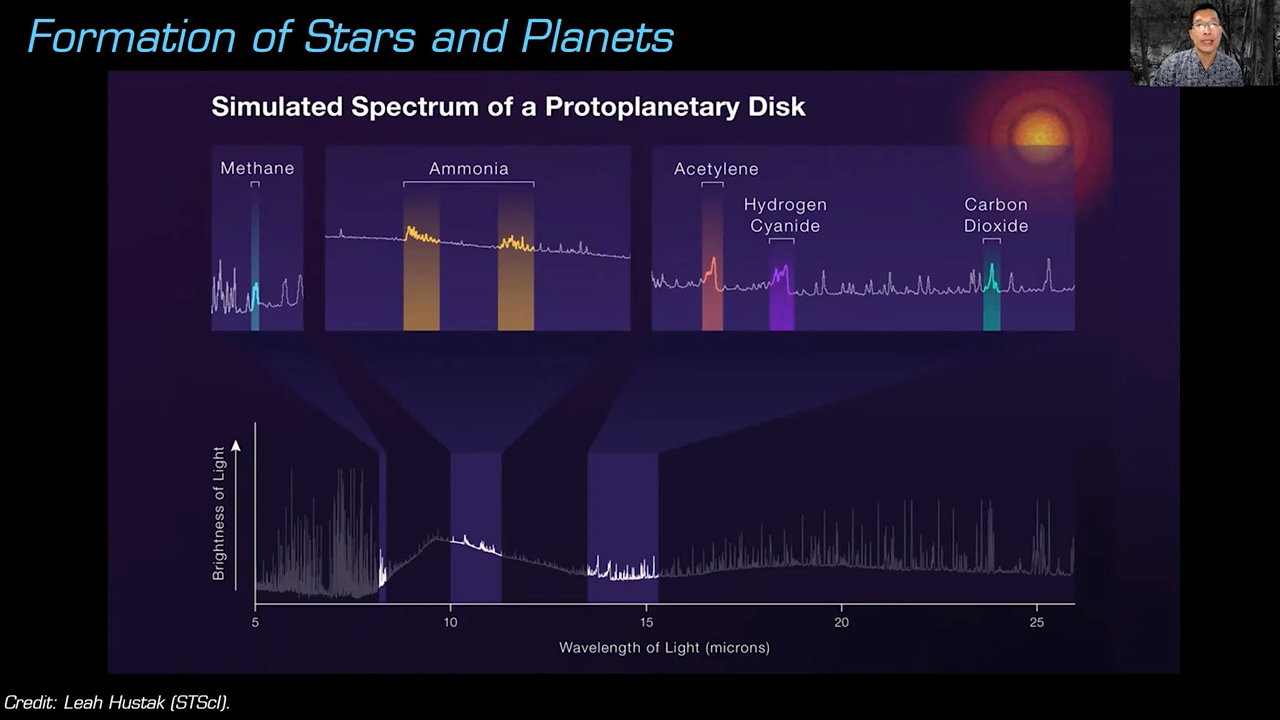 Formation of Stars and Planets
Simulated Spectrum of a Protoplanetary Disk
Methane
Ammonia
Acetylene
Hydrogen
Cyanide
Carbon
Dioxide
Brightness of Light
5
10
15
20
25
Wavelength of Light (microns)
Credit: Leah Hustak (STScI).